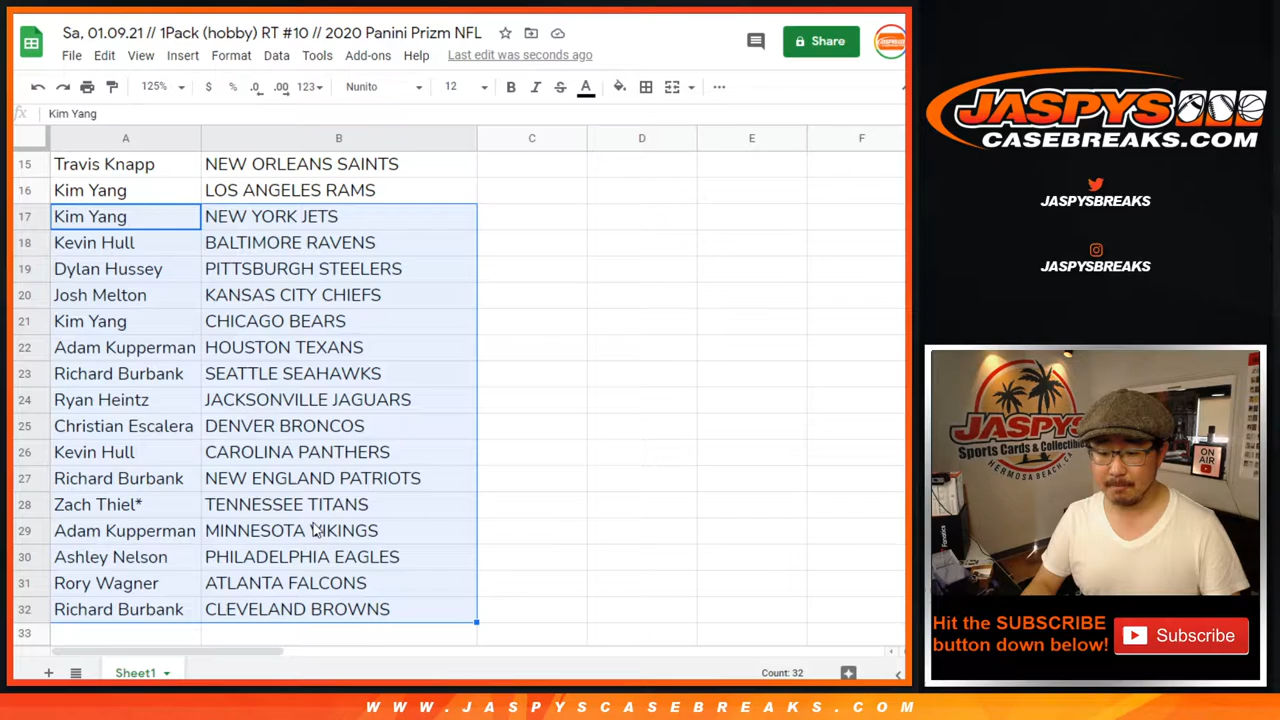 Sa, 01.09.21 // 1Pack (hobby) RT #10 // 2020 Panini Prizm NFL
File Edit View Insert Format Data Tools Add-ons Help Last edit was seconds ago
Share
125% $ % .0 .00 123 Nunito 12 B I S A
fx Kim Yang
A B C D E F
15 Travis Knapp NEW ORLEANS SAINTS
16 Kim Yang LOS ANGELES RAMS
17 Kim Yang NEW YORK JETS
18 Kevin Hull BALTIMORE RAVENS
19 Dylan Hussey PITTSBURGH STEELERS
20 Josh Melton KANSAS CITY CHIEFS
21 Kim Yang CHICAGO BEARS
22 Adam Kupperman HOUSTON TEXANS
23 Richard Burbank SEATTLE SEAHAWKS
24 Ryan Heintz JACKSONVILLE JAGUARS
25 Christian Escalera DENVER BRONCOS
26 Kevin Hull CAROLINA PANTHERS
27 Richard Burbank NEW ENGLAND PATRIOTS
28 Zach Thiel* TENNESSEE TITANS
29 Adam Kupperman MINNESOTA VIKINGS
30 Ashley Nelson PHILADELPHIA EAGLES
31 Rory Wagner ATLANTA FALCONS
32 Richard Burbank CLEVELAND BROWNS
33
Sheet1
Count: 32
JASPYS
CASEBREAKS.COM
JASPYSBREAKS
JASPYSBREAKS
JASPYS
Sports Cards & Collectibles
HERMOSA BEACH, CA
ON AIR
Hit the SUBSCRIBE
button down below!
Subscribe
WWW.JASPYSCASEBREAKS.COM